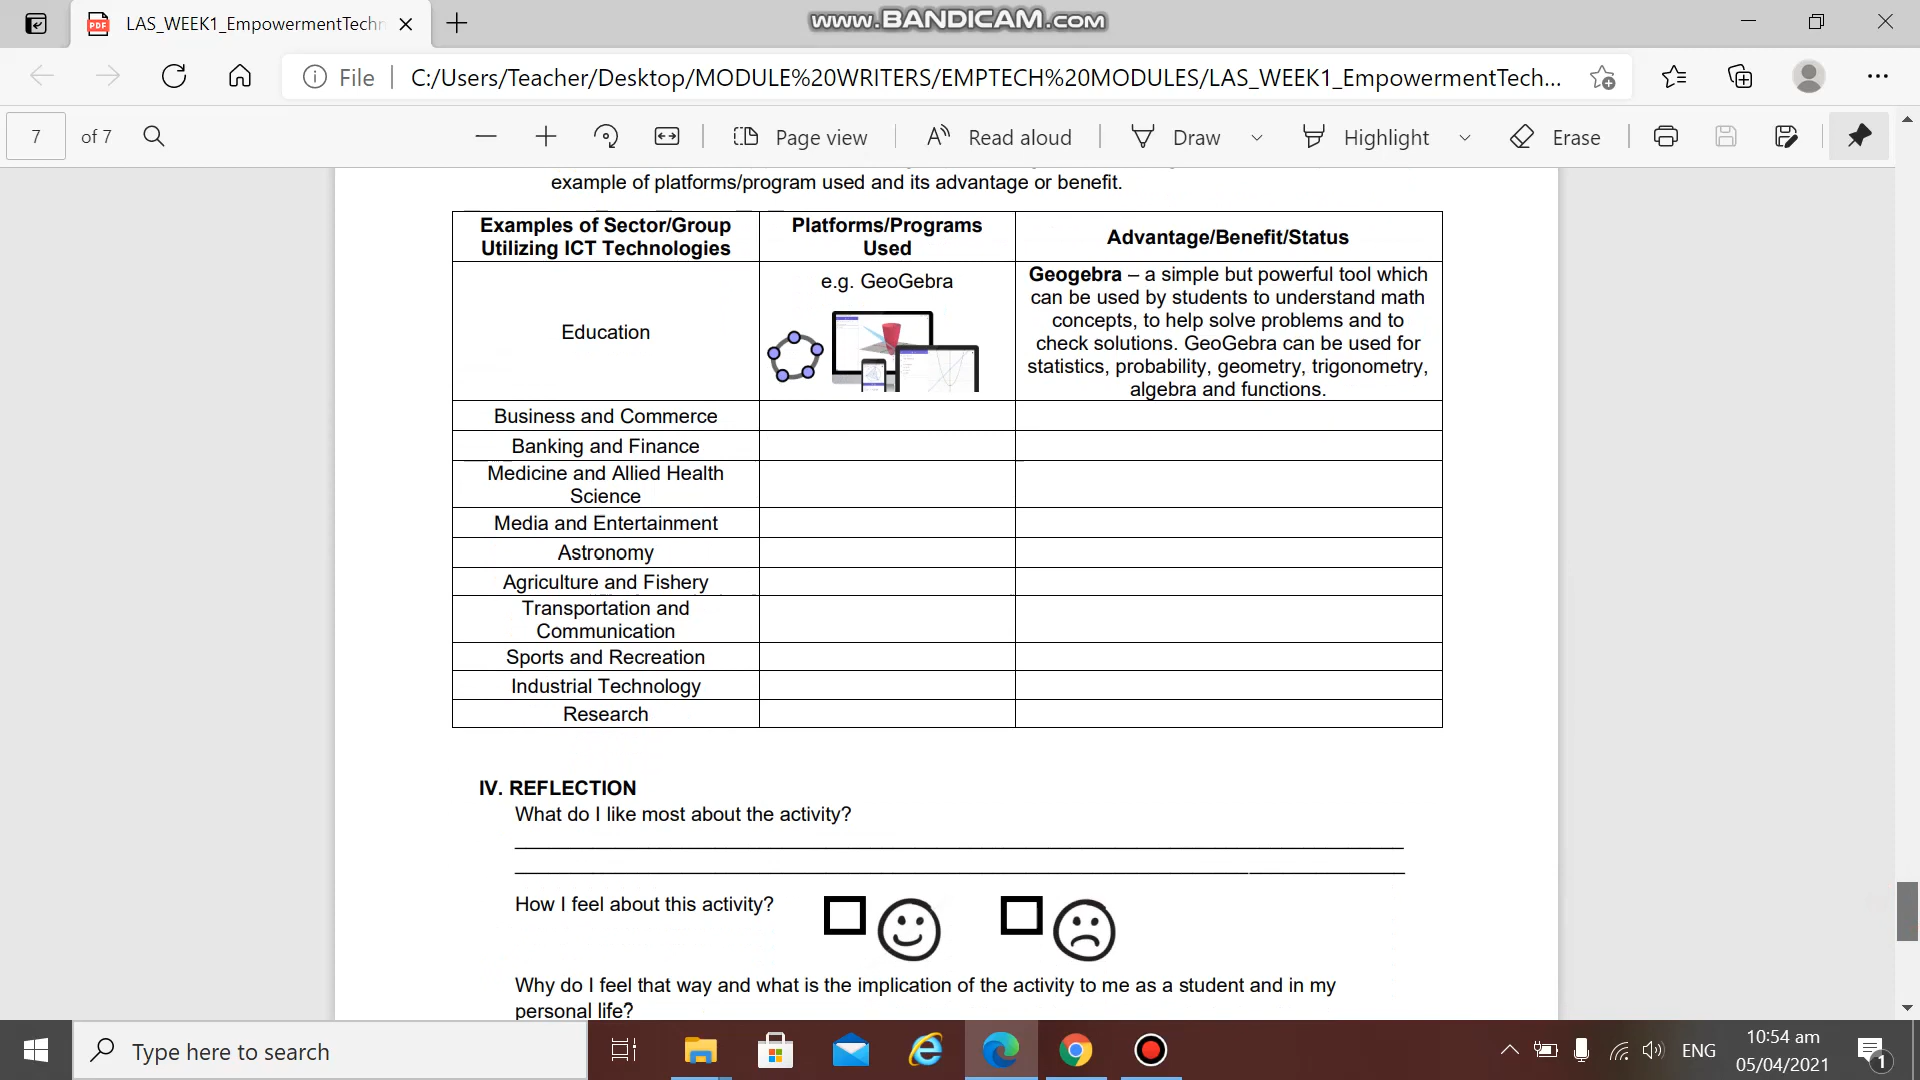 LAS_WEEK1_EmpowermentTechn
www.BANDICAM.com
File
C:/Users/Teacher/Desktop/MODULE%20WRITERS/EMPTECH%20MODULES/LAS_WEEK1_EmpowermentTech...
7 of 7
Page view
Read aloud
Draw
Highlight
Erase
example of platforms/program used and its advantage or benefit.
Examples of Sector/Group
Utilizing ICT Technologies
Platforms/Programs
Used
Advantage/Benefit/Status
Education
e.g. GeoGebra
Geogebra – a simple but powerful tool which
can be used by students to understand math
concepts, to help solve problems and to
check solutions. GeoGebra can be used for
statistics, probability, geometry, trigonometry,
algebra and functions.
Business and Commerce
Banking and Finance
Medicine and Allied Health
Science
Media and Entertainment
Astronomy
Agriculture and Fishery
Transportation and
Communication
Sports and Recreation
Industrial Technology
Research
IV. REFLECTION
What do I like most about the activity?
How I feel about this activity?
Why do I feel that way and what is the implication of the activity to me as a student and in my
personal life?
Type here to search
ENG
10:54 am
05/04/2021
1